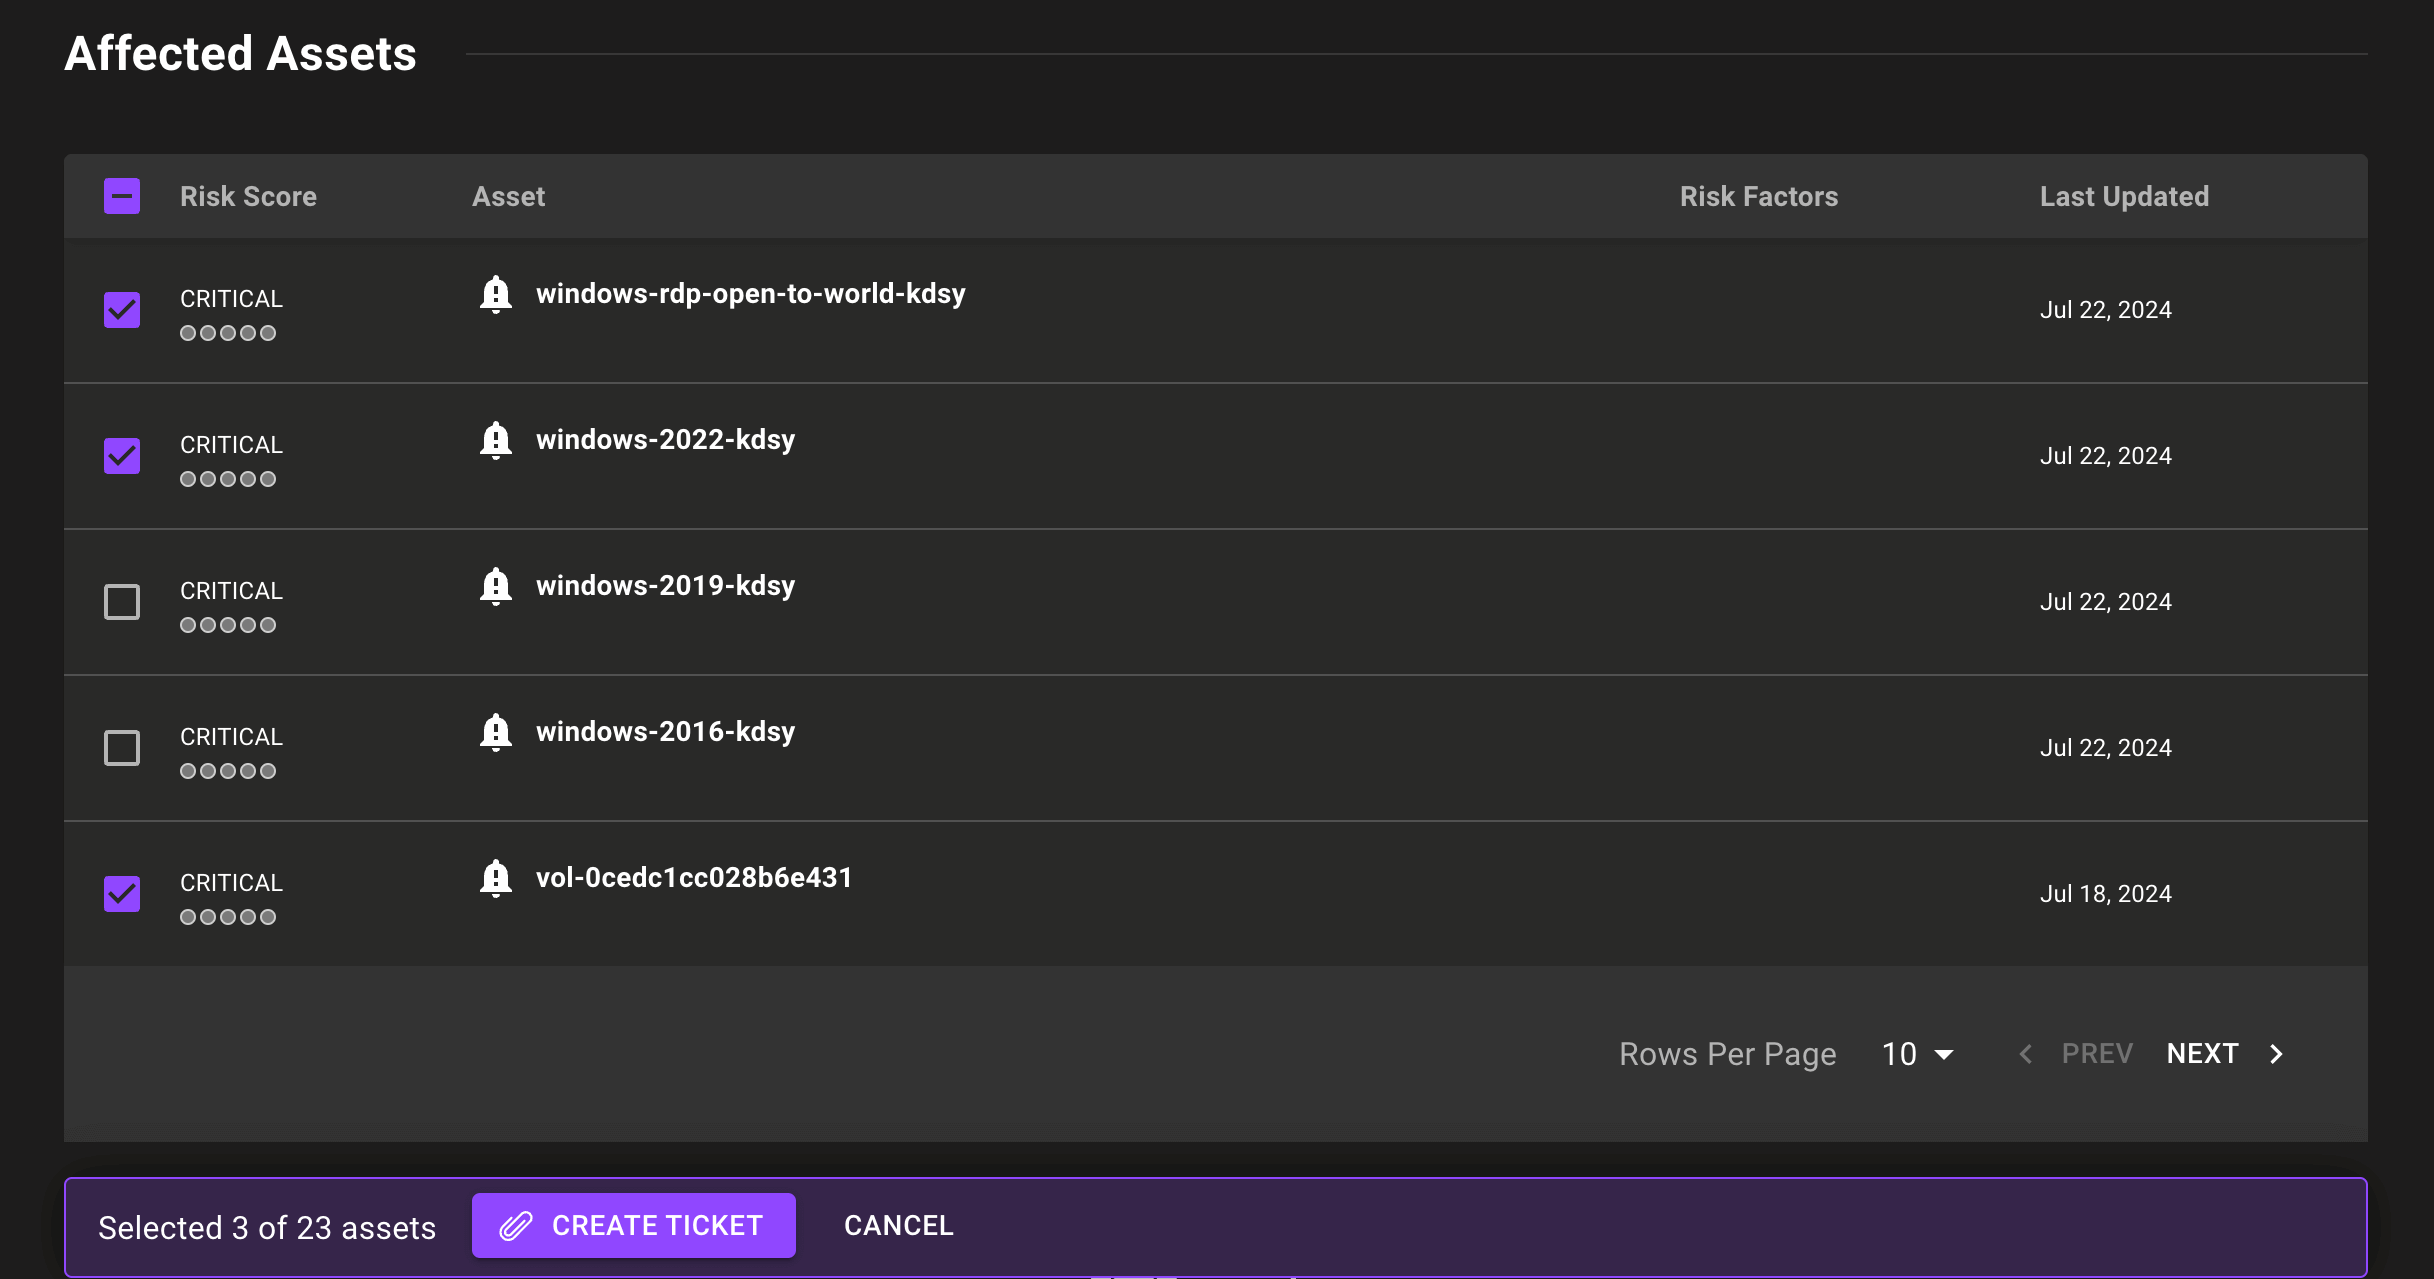 Affected Assets
Risk Score Asset Risk Factors Last Updated
CRITICAL windows-rdp-open-to-world-kdsy Jul 22, 2024
CRITICAL windows-2022-kdsy Jul 22, 2024
CRITICAL windows-2019-kdsy Jul 22, 2024
CRITICAL windows-2016-kdsy Jul 22, 2024
CRITICAL vol-0cedc1cc028b6e431 Jul 18, 2024
Rows Per Page 10 PREV NEXT
Selected 3 of 23 assets CREATE TICKET CANCEL